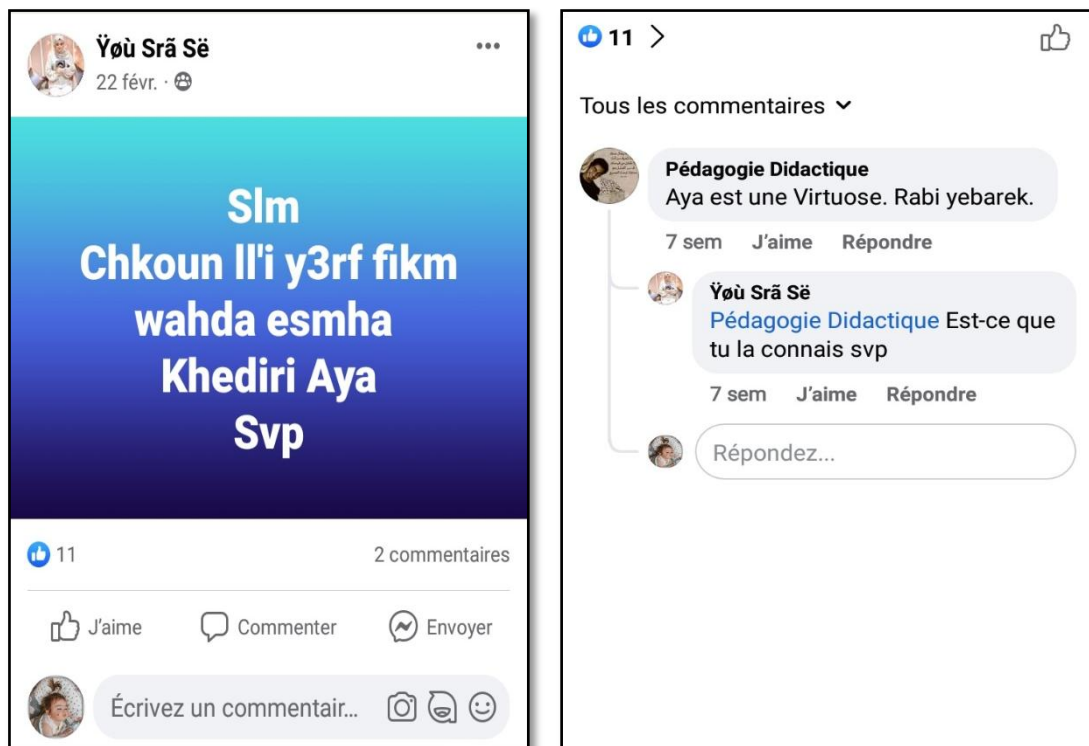 Ÿøù Srã Së
22 févr. ·
Slm
Chkoun ll'i y3rf fikm
wahda esmha
Khediri Aya
Svp
11
2 commentaires
J'aime
Commenter
Envoyer
Écrivez un commentair...
11
Tous les commentaires
Pédagogie Didactique
Aya est une Virtuose. Rabi yebarek.
7 sem J'aime Répondre
Ÿøù Srã Së
Pédagogie Didactique Est-ce que
tu la connais svp
7 sem J'aime Répondre
Répondez...